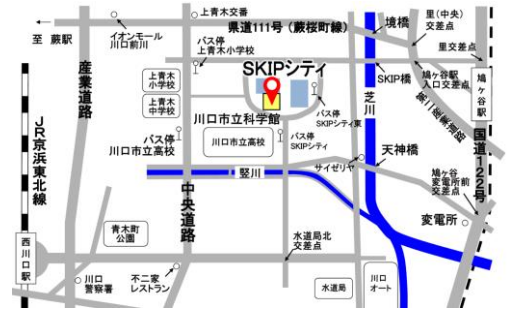 上青木交番
県道111号 (蕨桜町線)
境橋
里(中央)
交差点
至 蕨駅
イオンモール
川口前川
バス停
上青木小学校
里交差点
SKIPシティ
SKIP橋
鳩ヶ谷駅
入口交差点
鳩ヶ谷駅
産業道路
上青木
小学校
上青木
中学校
芝川
第二産業道路
川口市立科学館
バス停
SKIPシティ東
バス停
川口市立高校
川口市立高校
バス停
SKIPシティ
国道122号
JR京浜東北線
サイゼリヤ
天神橋
竪川
鳩ヶ谷
変電所前
交差点
中央道路
青木町
公園
変電所
水道局北
交差点
西川口駅
川口
警察署
不二家
レストラン
水道局
川口
オート